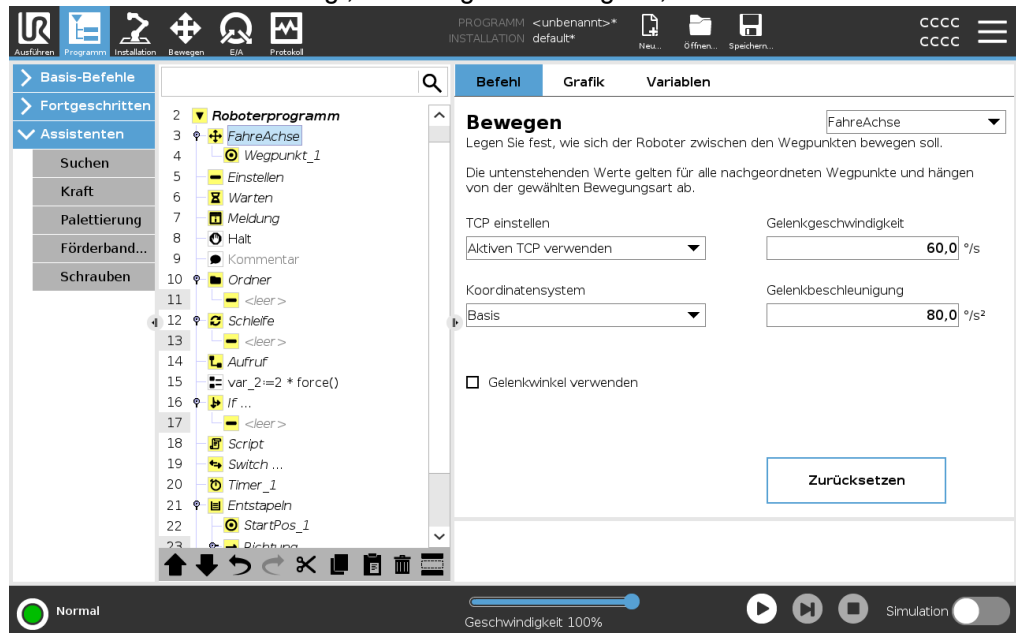 PROGRAMM <unbenannt>*
INSTALLATION default*
Ausführen
Programm
Installation
Bewegen
E/A
Protokoll
Neu...
Öffnen...
Speichern...
cccc
cccc
Basis-Befehle
Fortgeschritten
Assistenten
Suchen
Kraft
Palettierung
Förderband...
Schrauben
2 Roboterprogramm
3 FahreAchse
4 Wegpunkt_1
5 Einstellen
6 Warten
7 Meldung
8 Halt
9 Kommentar
10 Ordner
11 <leer>
12 Schleife
13 <leer>
14 Aufruf
15 var_2:=2 * force()
16 If ...
17 <leer>
18 Script
19 Switch ...
20 Timer_1
21 Entstapeln
22 StartPos_1
23 Richtung
Befehl Grafik Variablen
Bewegen
FahreAchse
Legen Sie fest, wie sich der Roboter zwischen den Wegpunkten bewegen soll.
Die untenstehenden Werte gelten für alle nachgeordneten Wegpunkte und hängen
von der gewählten Bewegungsart ab.
TCP einstellen
Aktiven TCP verwenden
Gelenkgeschwindigkeit
60,0 °/s
Koordinatensystem
Basis
Gelenkbeschleunigung
80,0 °/s²
Gelenkwinkel verwenden
Zurücksetzen
Normal
Geschwindigkeit 100%
Simulation